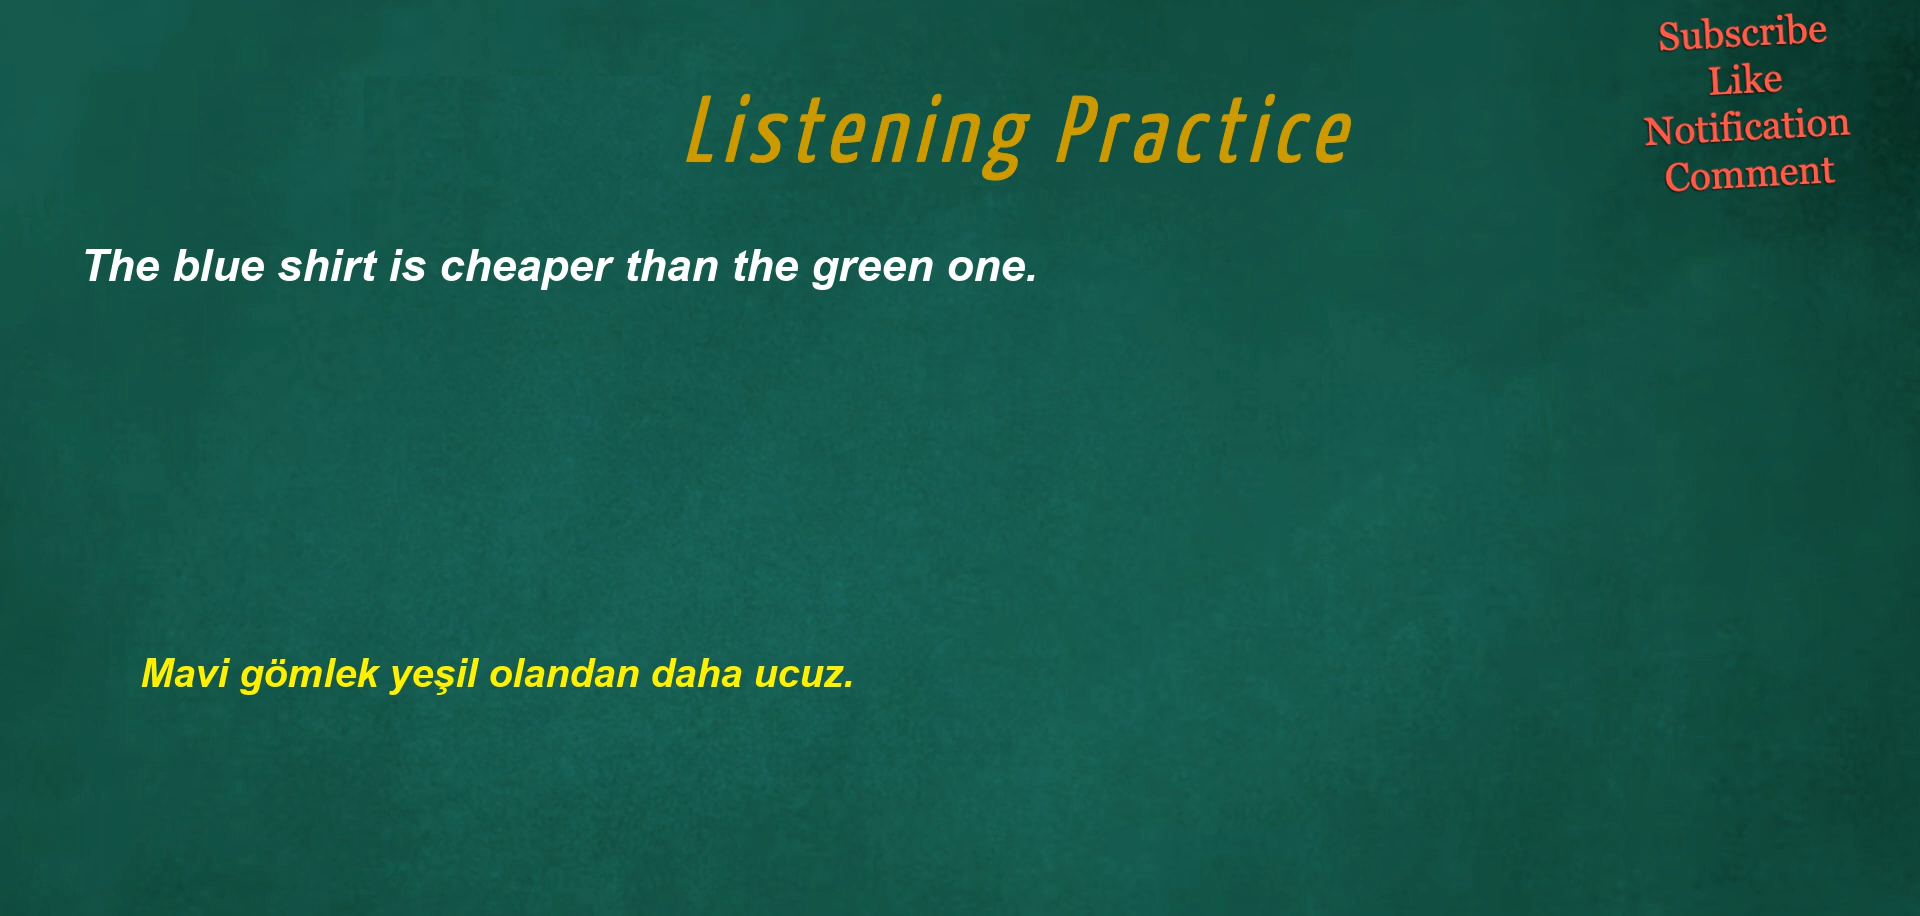 Subscribe
Like
Notification
Comment
Listening Practice
The blue shirt is cheaper than the green one.
Mavi gömlek yeşil olandan daha ucuz.